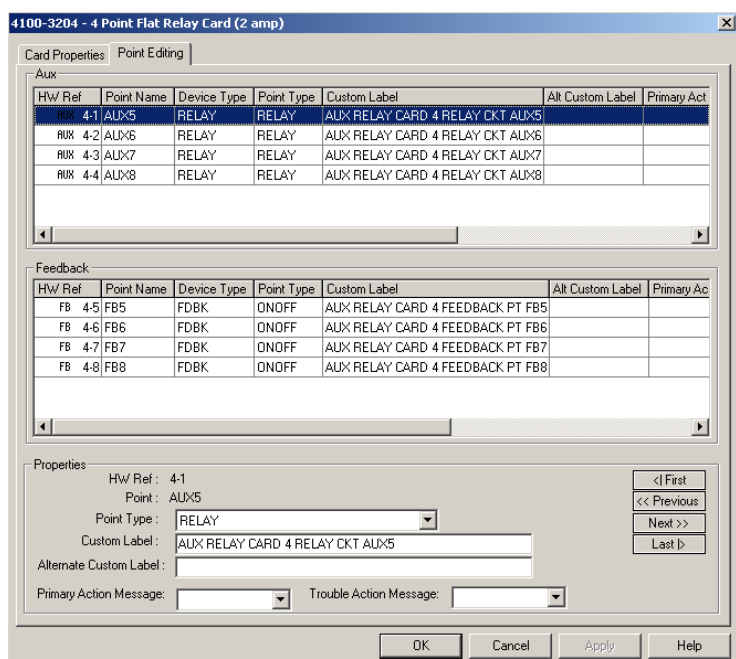 4100-3204 - 4 Point Flat Relay Card (2 amp)
Card Properties Point Editing
Aux
HW Ref Point Name Device Type Point Type Custom Label Alt Custom Label Primary Act
AUX 4-1 AUX5 RELAY RELAY AUX RELAY CARD 4 RELAY CKT AUX5
AUX 4-2 AUX6 RELAY RELAY AUX RELAY CARD 4 RELAY CKT AUX6
AUX 4-3 AUX7 RELAY RELAY AUX RELAY CARD 4 RELAY CKT AUX7
AUX 4-4 AUX8 RELAY RELAY AUX RELAY CARD 4 RELAY CKT AUX8
Feedback
HW Ref Point Name Device Type Point Type Custom Label Alt Custom Label Primary Ac
FB 4-5 FB5 FDBK ONOFF AUX RELAY CARD 4 FEEDBACK PT FB5
FB 4-6 FB6 FDBK ONOFF AUX RELAY CARD 4 FEEDBACK PT FB6
FB 4-7 FB7 FDBK ONOFF AUX RELAY CARD 4 FEEDBACK PT FB7
FB 4-8 FB8 FDBK ONOFF AUX RELAY CARD 4 FEEDBACK PT FB8
Properties
HW Ref : 4-1
<| First
Point : AUX5
<< Previous
Point Type : RELAY
Next >>
Custom Label : AUX RELAY CARD 4 RELAY CKT AUX5
Last |>
Alternate Custom Label :
Primary Action Message: Trouble Action Message:
OK Cancel Apply Help